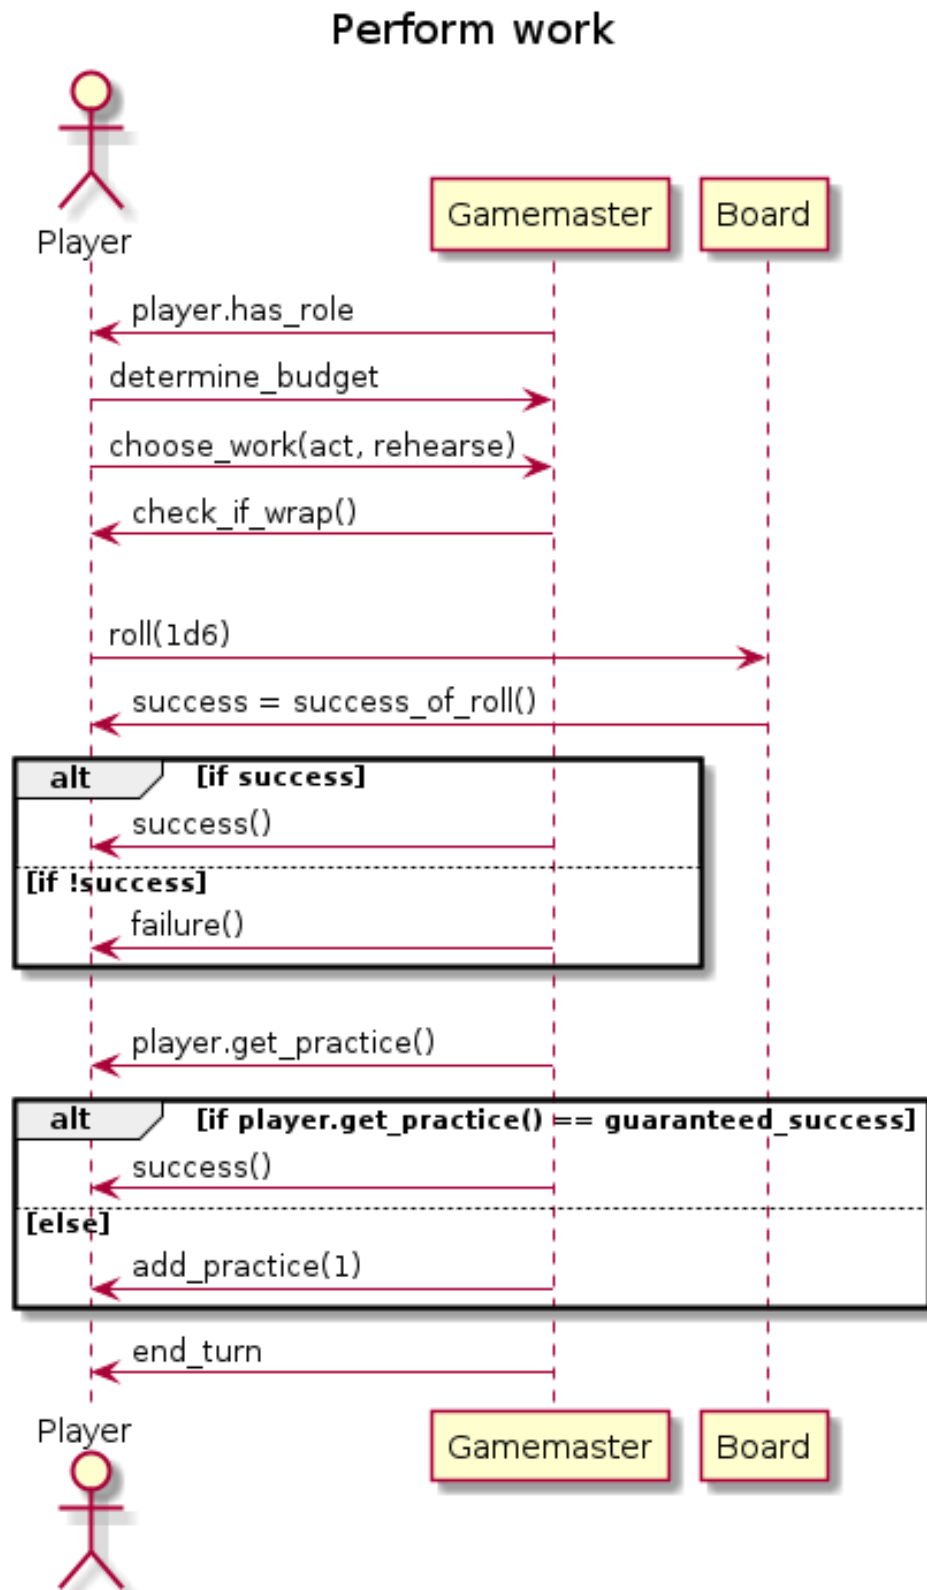 Perform work
Player
Gamemaster
Board
player.has_role
determine_budget
choose_work(act, rehearse)
check_if_wrap()
roll(1d6)
success = success_of_roll()
alt [if success]
success()
[if !success]
failure()
player.get_practice()
alt [if player.get_practice() == guaranteed_success]
success()
[else]
add_practice(1)
end_turn
Player
Gamemaster
Board